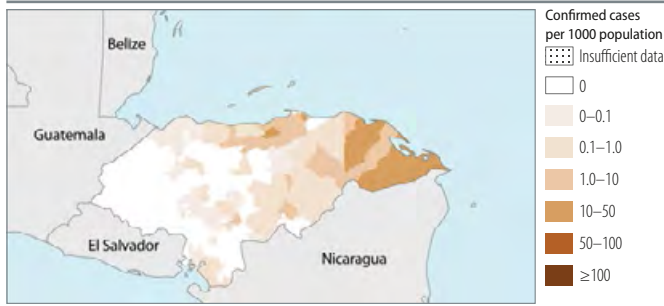 Confirmed cases
per 1000 population
Insufficient data
0
0–0.1
0.1–1.0
1.0–10
10–50
50–100
≥100
Belize
Guatemala
El Salvador
Nicaragua